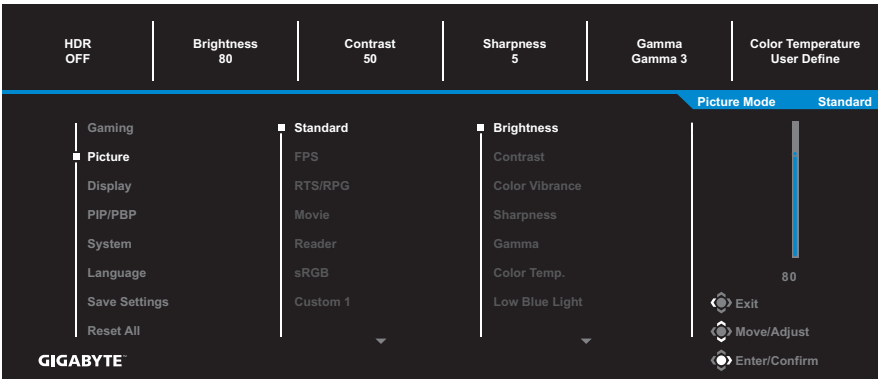 HDR Brightness Contrast Sharpness Gamma Color Temperature
OFF 80 50 5 Gamma 3 User Define
Picture Mode Standard
Gaming Standard Brightness
Picture FPS Contrast
Display RTS/RPG Color Vibrance
PIP/PBP Movie Sharpness
System Reader Gamma
Language sRGB Color Temp. 80
Save Settings Custom 1 Low Blue Light Exit
Reset All Move/Adjust
GIGABYTE™ Enter/Confirm